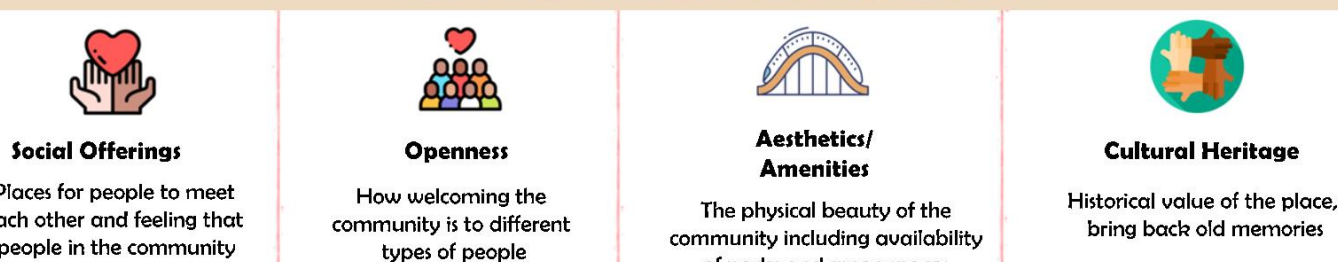 Social Offerings
Places for people to meet
each other and feeling that
people in the community
Openness
How welcoming the
community is to different
types of people
Aesthetics/
Amenities
The physical beauty of the
community including availability
Cultural Heritage
Historical value of the place,
bring back old memories